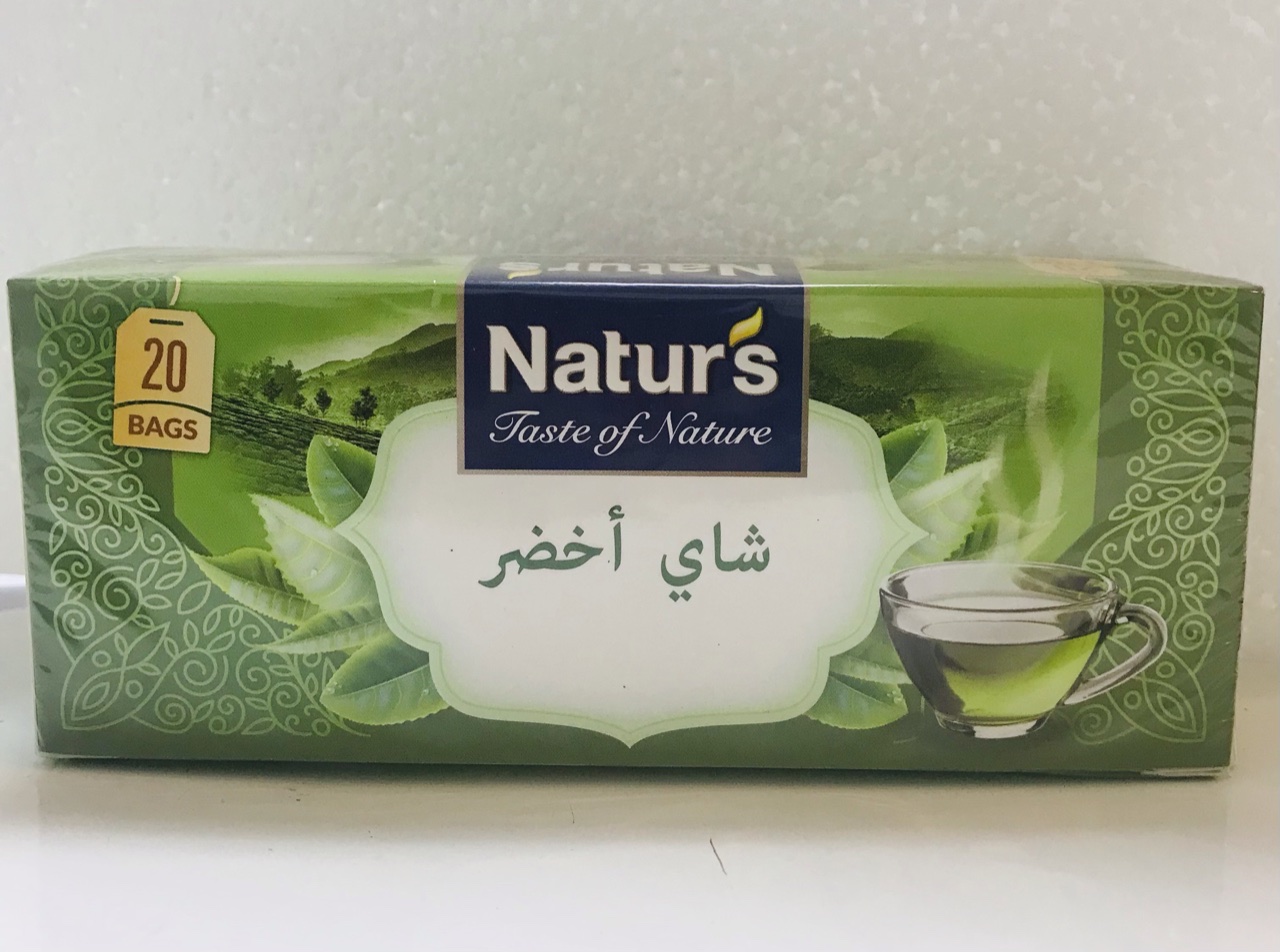 Natur's
20
BAGS
Natur's
Taste of Nature
شاي أخضر